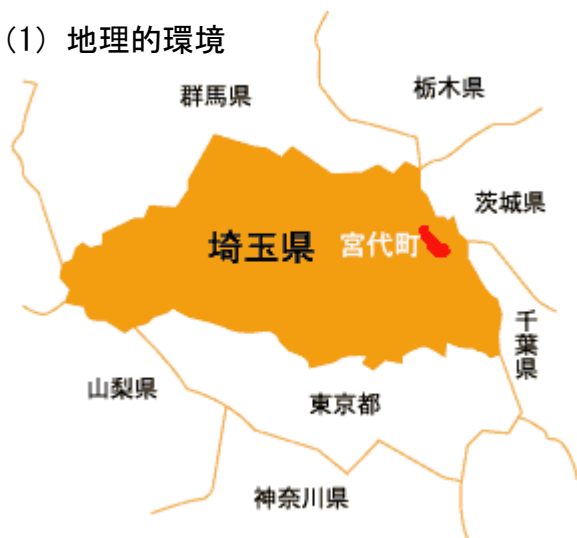 (1) 地理的環境
群馬県
栃木県
茨城県
埼玉県
宮代町
千葉県
山梨県
東京都
神奈川県